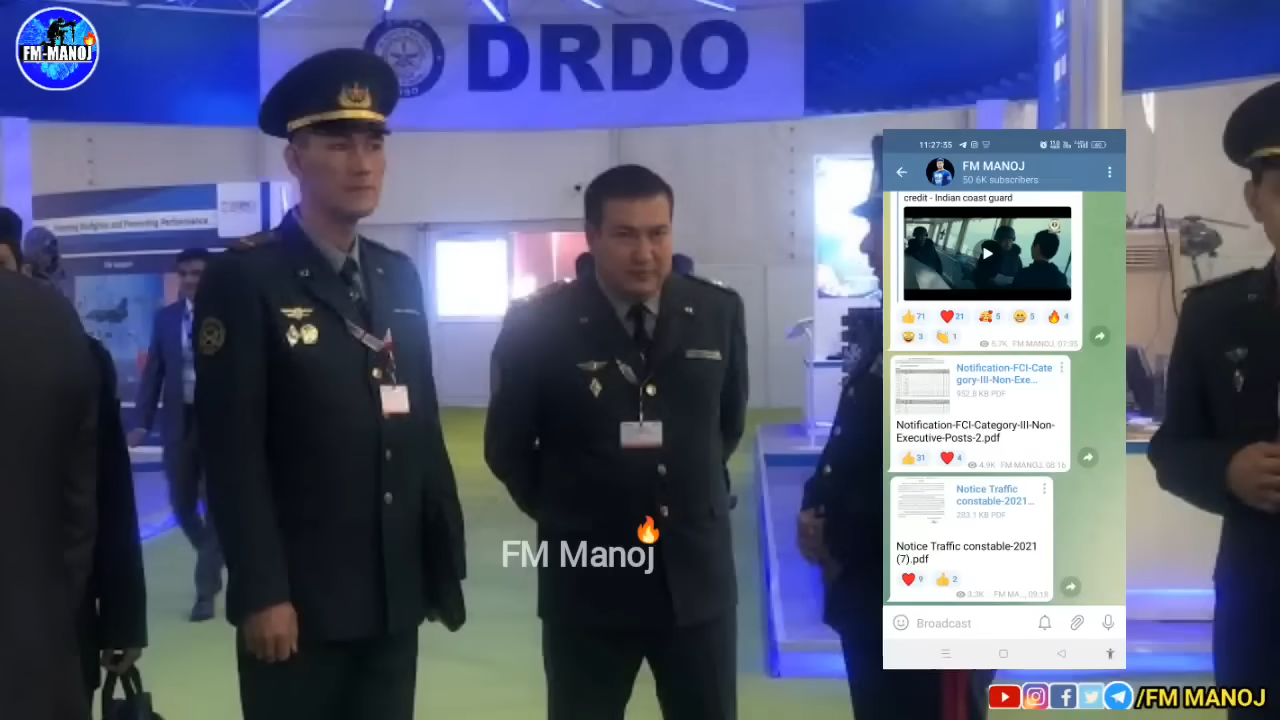 FM-MANOJ
DRDO
11:27:35
FM MANOJ
50.6K subscribers
credit - Indian coast guard
71
21
5
5
4
3
1
5.7K FM MANOJ, 07:35
Notification-FCI-Cate
gory-III-Non-Exe...
952.8 KB PDF
Notification-FCI-Category-III-Non-
Executive-Posts-2.pdf
31
4
4.9K FM MANOJ, 08:16
Notice Traffic
constable-2021...
283.1 KB PDF
Notice Traffic constable-2021
(7).pdf
9
2
3.3K FM MA..., 09:18
Broadcast
FM Manoj
/FM MANOJ